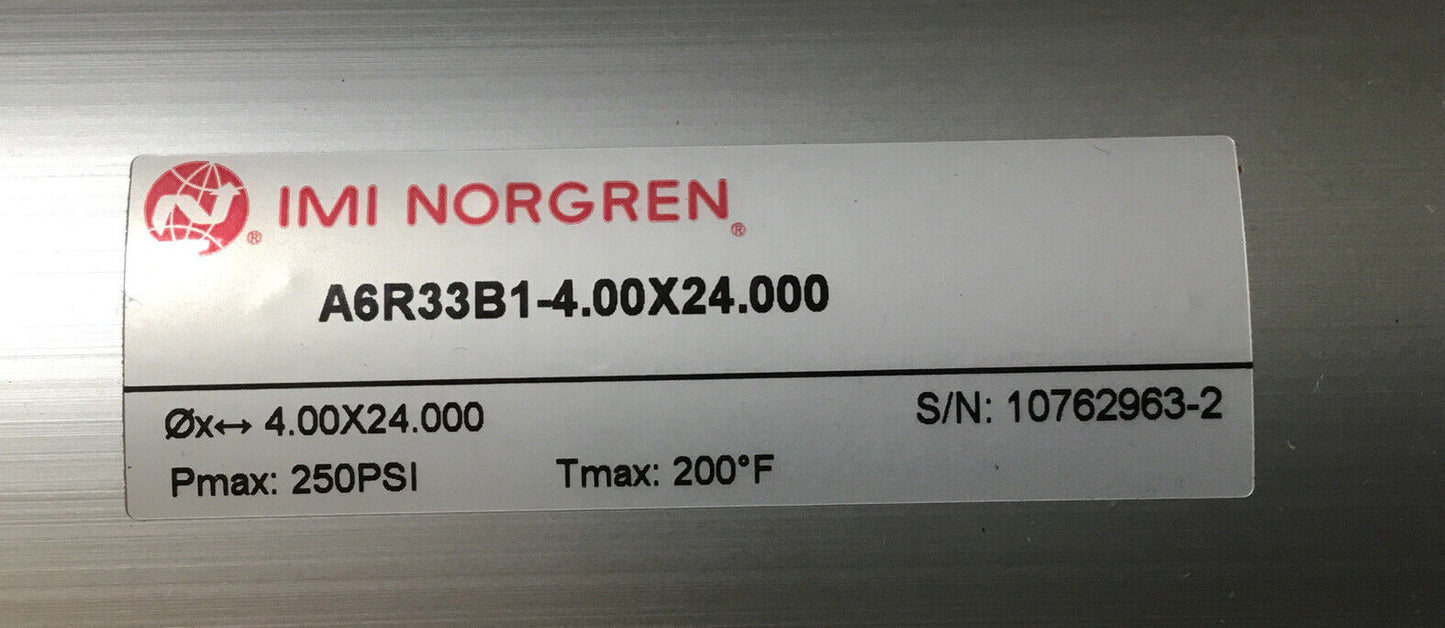 IMI NORGREN®
A6R33B1-4.00X24.000
Øx↔ 4.00X24.000
S/N: 10762963-2
Pmax: 250PSI
Tmax: 200°F